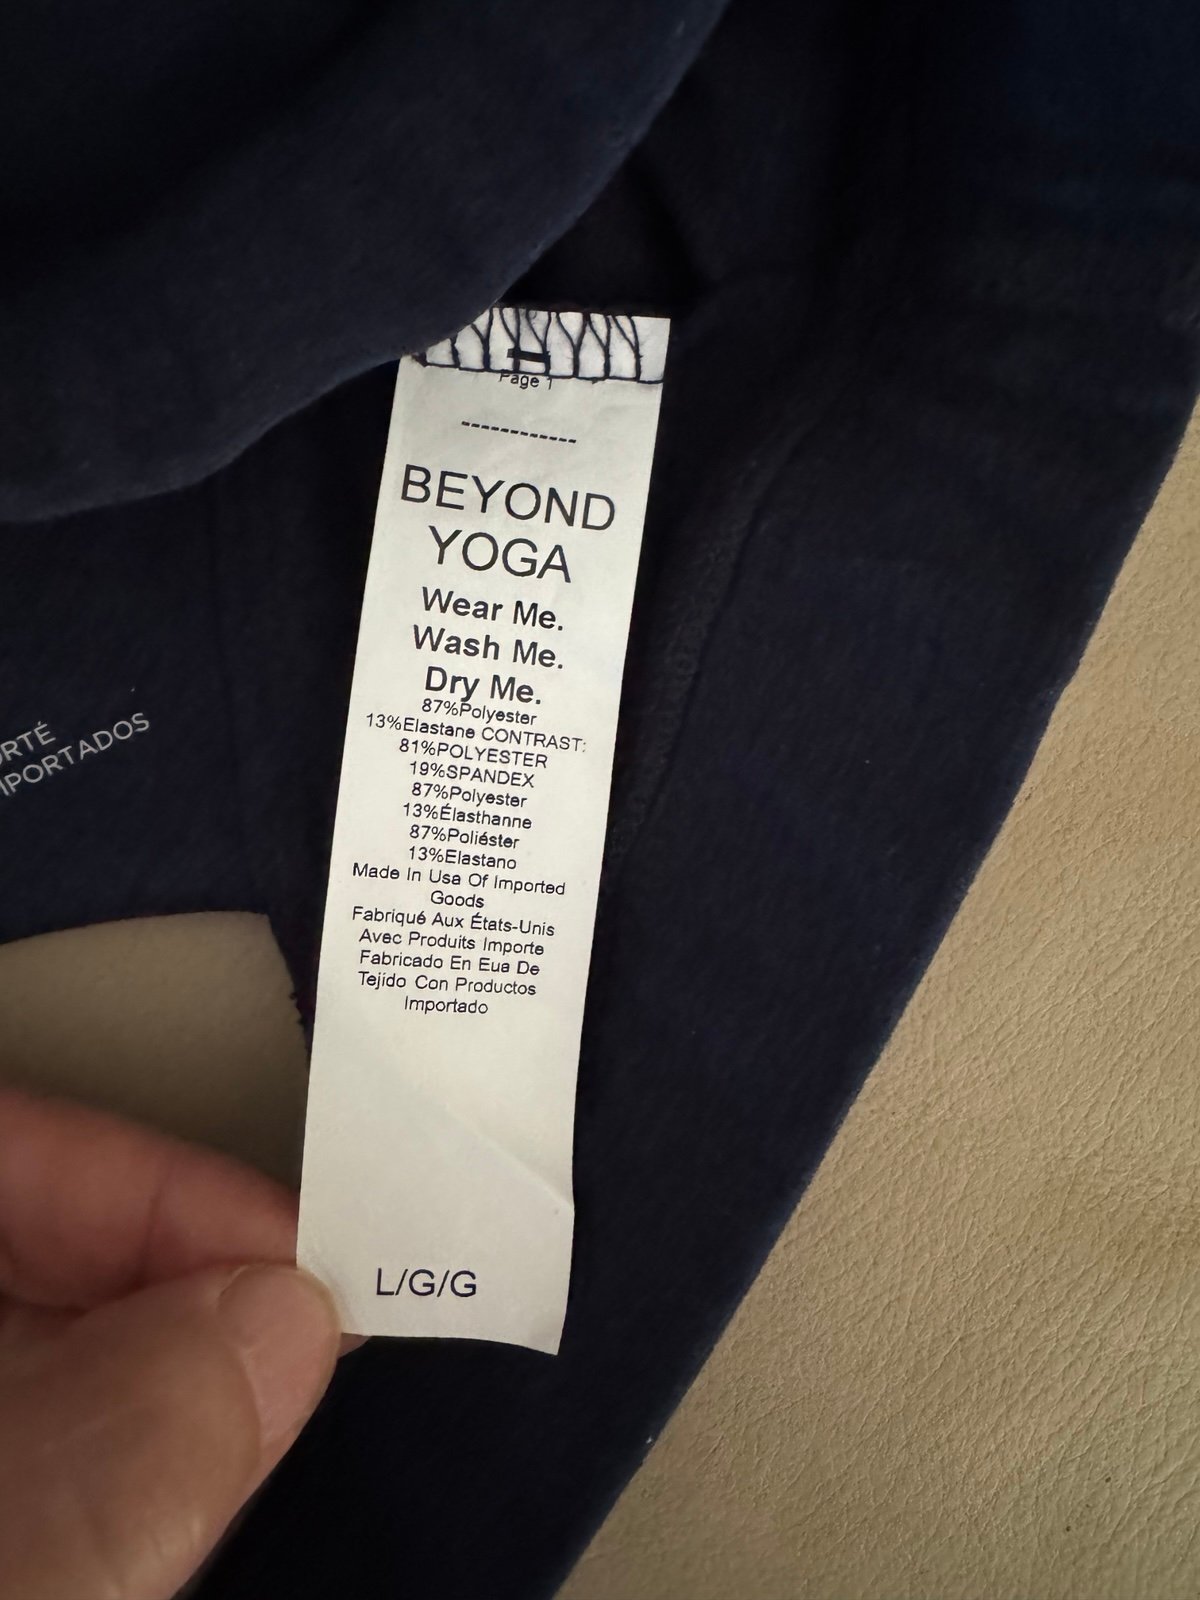 Page 1
------------
BEYOND
YOGA
Wear Me.
Wash Me.
Dry Me.
87%Polyester
13%Elastane CONTRAST:
81%POLYESTER
19%SPANDEX
87%Polyester
13%Élasthanne
87%Poliéster
13%Elastano
Made In Usa Of Imported
Goods
Fabriqué Aux États-Unis
Avec Produits Importe
Fabricado En Eua De
Tejido Con Productos
Importado
L/G/G